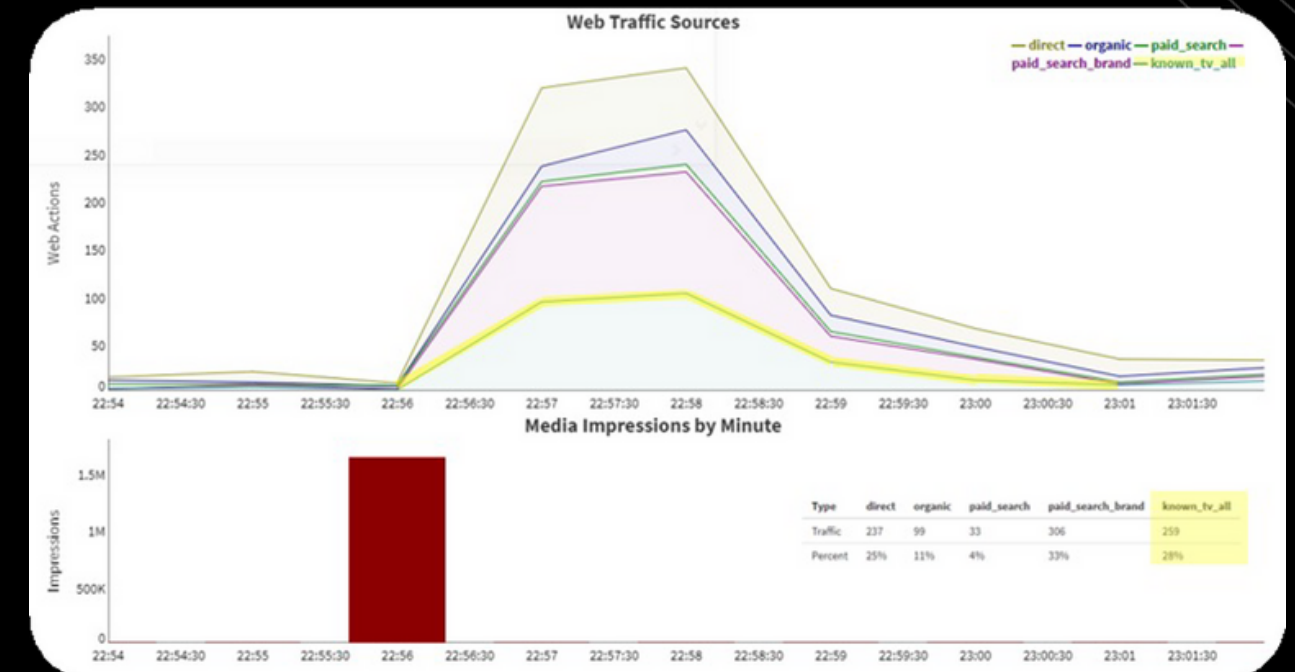 Web Traffic Sources
direct organic paid_search
paid_search_brand known_tv_all
Web Actions
350
300
250
200
150
100
50
0
22:54 22:54:30 22:55 22:55:30 22:56 22:56:30 22:57 22:57:30 22:58 22:58:30 22:59 22:59:30 23:00 23:00:30 23:01 23:01:30
Media Impressions by Minute
Impressions
1.5M
1M
500K
0
Type direct organic paid_search paid_search_brand known_tv_all
Traffic 237 99 33 306 259
Percent 25% 11% 4% 33% 28%
22:54 22:54:30 22:55 22:55:30 22:56 22:56:30 22:57 22:57:30 22:58 22:58:30 22:59 22:59:30 23:00 23:00:30 23:01 23:01:30